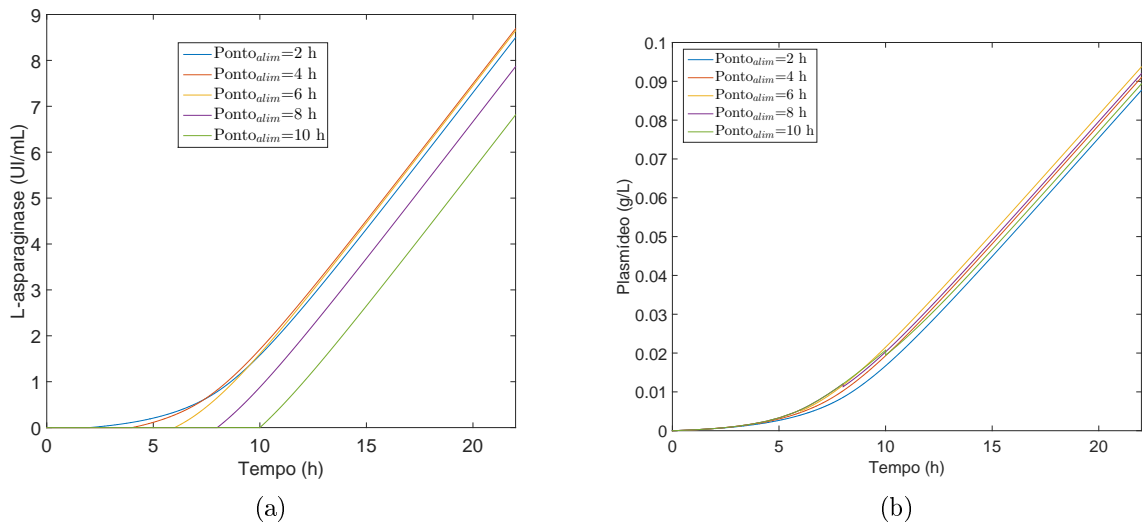 9
8
7
6
5
4
3
2
1
0
L-asparaginase (UI/mL)
Ponto_alim=2 h
Ponto_alim=4 h
Ponto_alim=6 h
Ponto_alim=8 h
Ponto_alim=10 h
0 5 10 15 20
Tempo (h)
(a)
0.1
0.09
0.08
0.07
0.06
0.05
0.04
0.03
0.02
0.01
0
Plasmídeo (g/L)
Ponto_alim=2 h
Ponto_alim=4 h
Ponto_alim=6 h
Ponto_alim=8 h
Ponto_alim=10 h
0 5 10 15 20
Tempo (h)
(b)